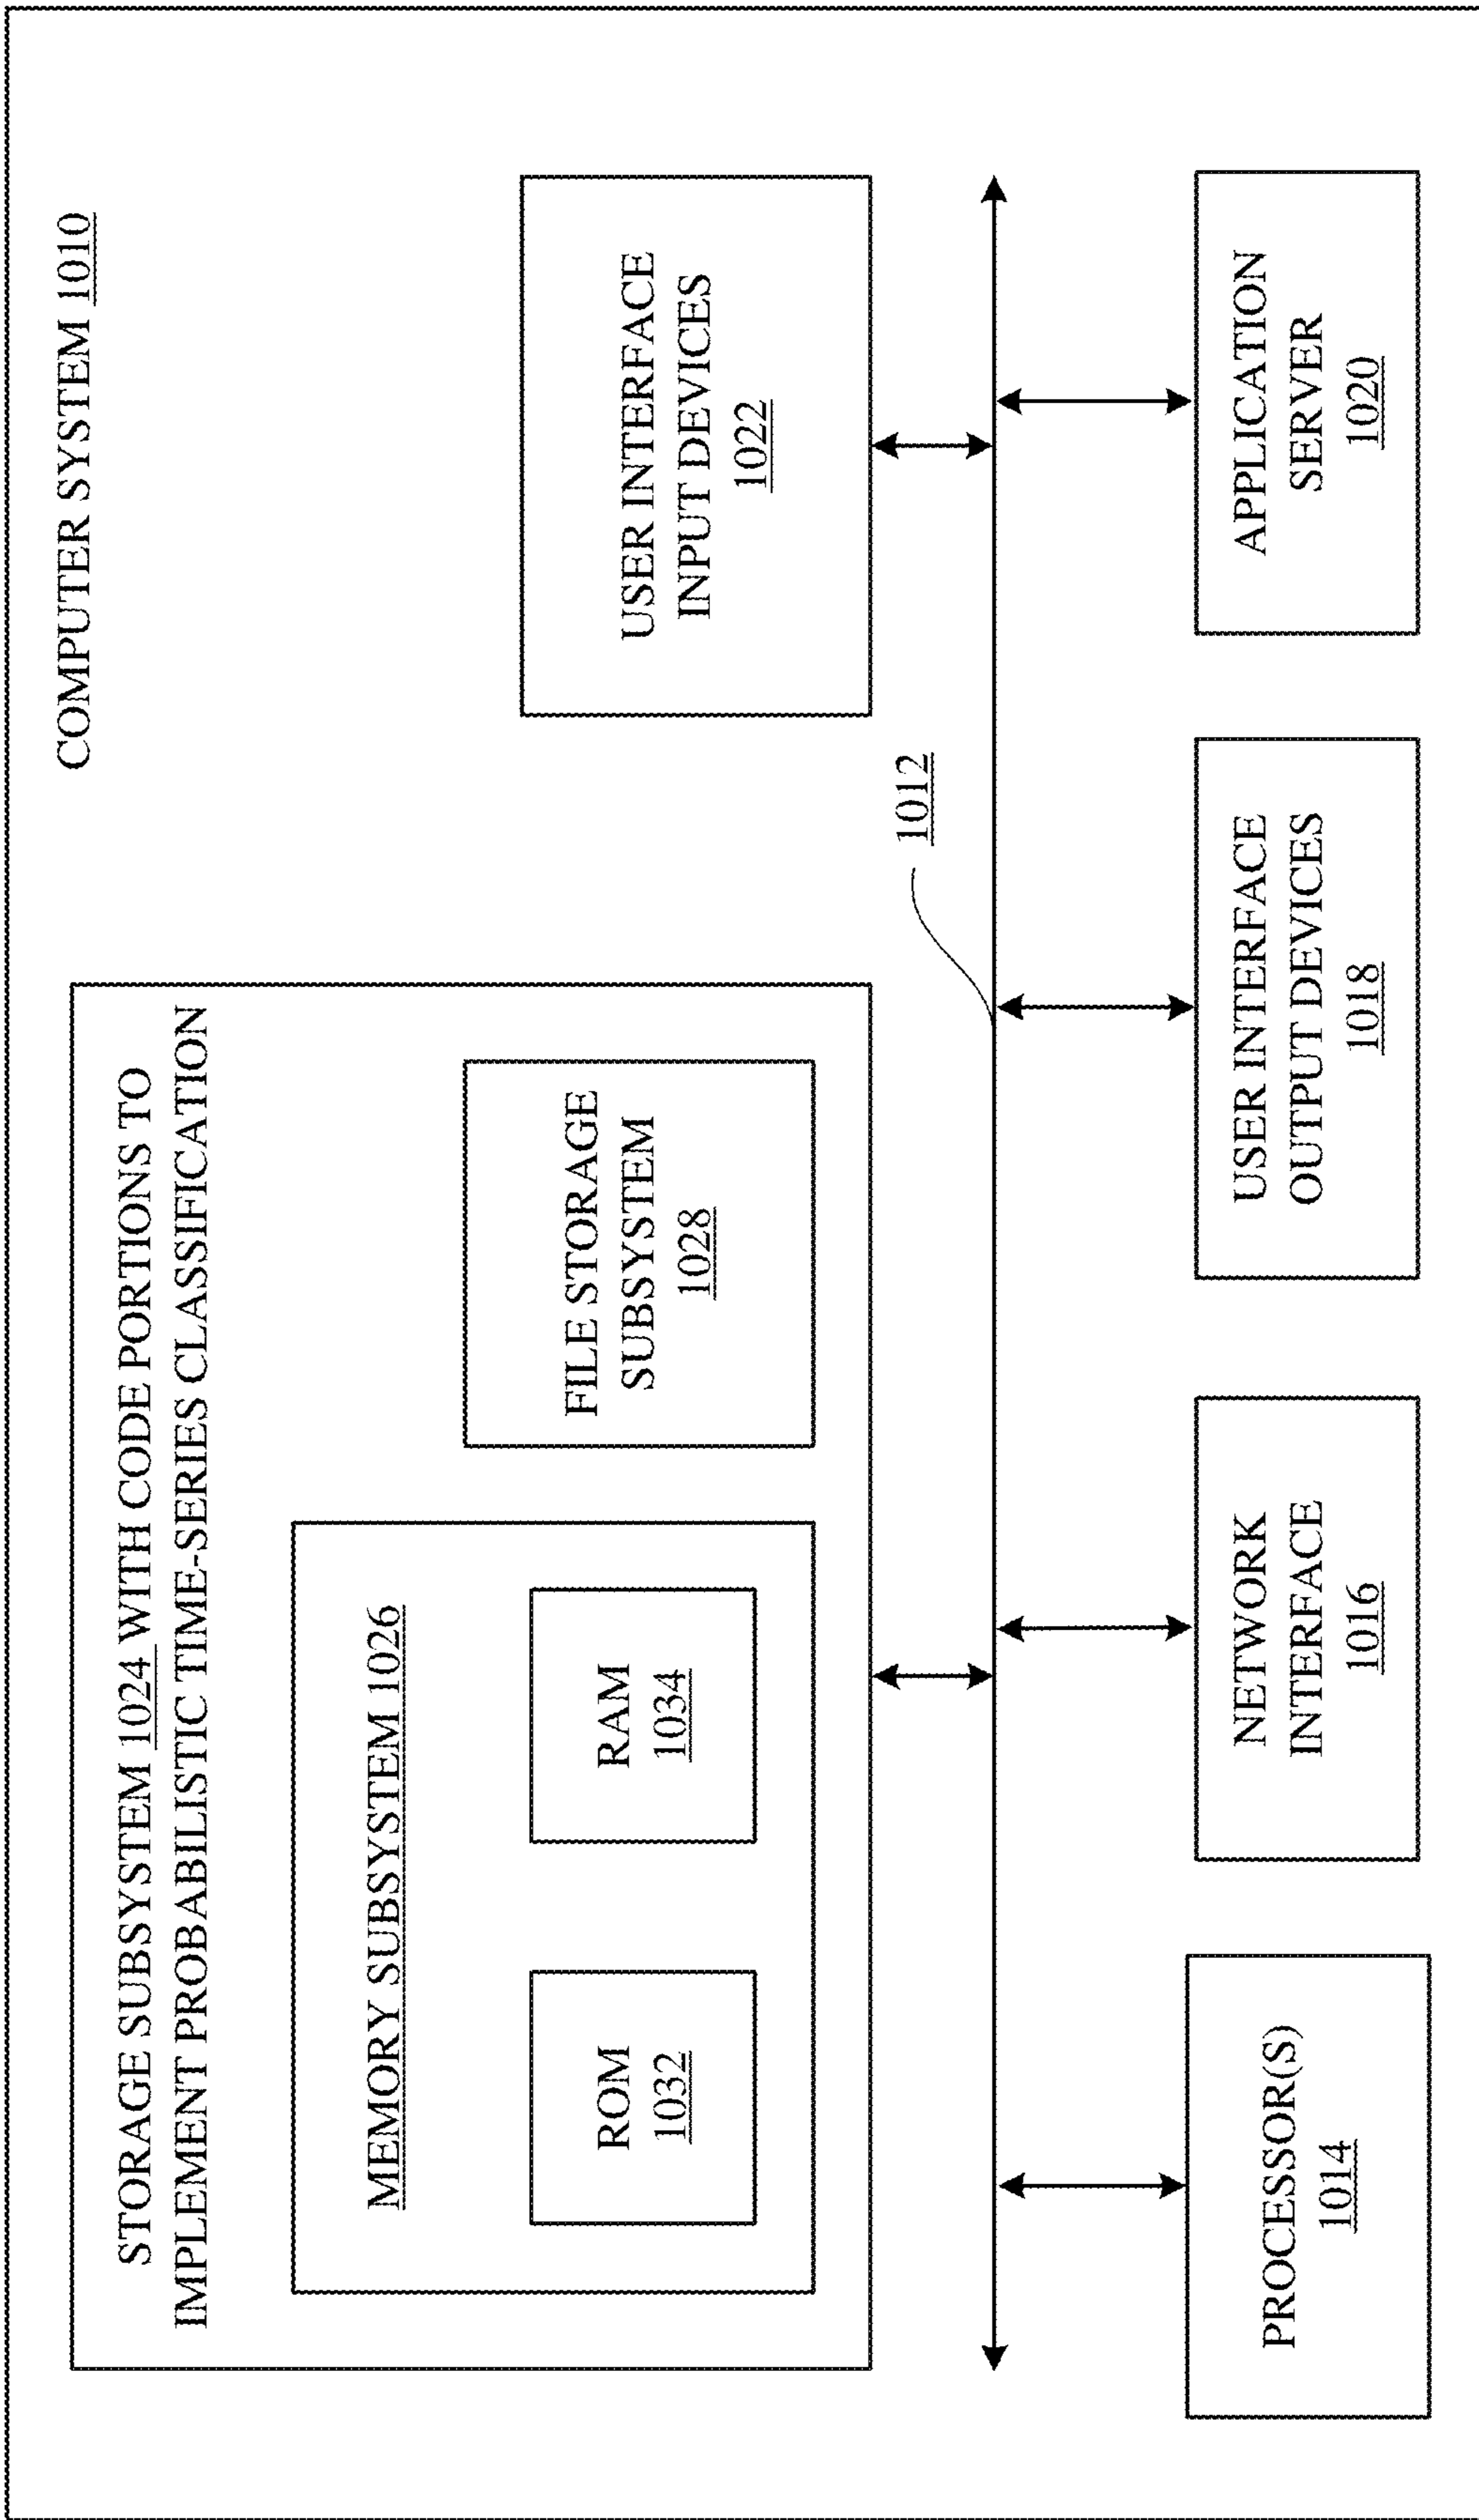 COMPUTER SYSTEM 1010
STORAGE SUBSYSTEM 1024 WITH CODE PORTIONS TO
IMPLEMENT PROBABILISTIC TIME-SERIES CLASSIFICATION
MEMORY SUBSYSTEM 1026
ROM
1032
RAM
1034
FILE STORAGE
SUBSYSTEM
1028
USER INTERFACE
INPUT DEVICES
1022
1012
PROCESSOR(S)
1014
NETWORK
INTERFACE
1016
USER INTERFACE
OUTPUT DEVICES
1018
APPLICATION
SERVER
1020